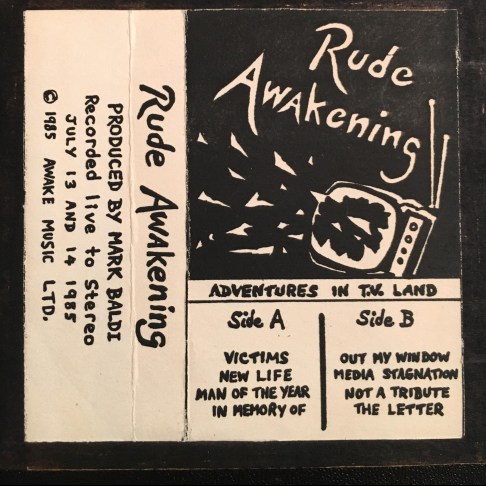 Rude
Awakening
ADVENTURES IN T.V. LAND
Side A
VICTIMS
NEW LIFE
MAN OF THE YEAR
IN MEMORY OF
Side B
OUT MY WINDOW
MEDIA STAGNATION
NOT A TRIBUTE
THE LETTER
Rude Awakening
PRODUCED BY MARK BALDI
Recorded live to Stereo
JULY 13 AND 14 1985
© 1985 AWAKE MUSIC LTD.